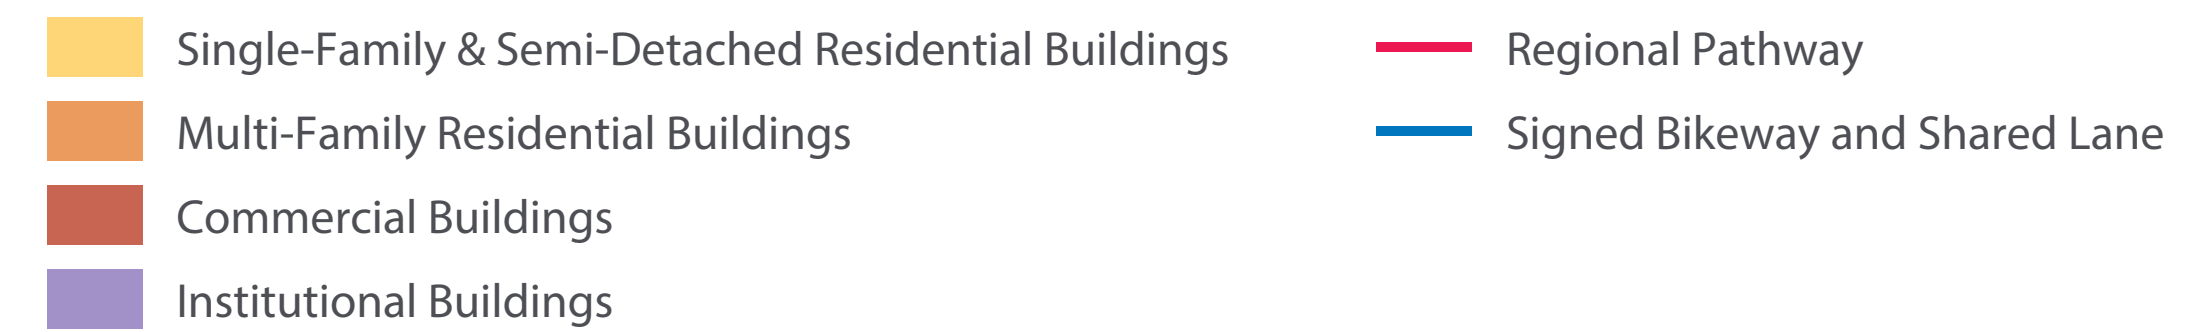 Single-Family & Semi-Detached Residential Buildings
Multi-Family Residential Buildings
Commercial Buildings
Institutional Buildings
Regional Pathway
Signed Bikeway and Shared Lane